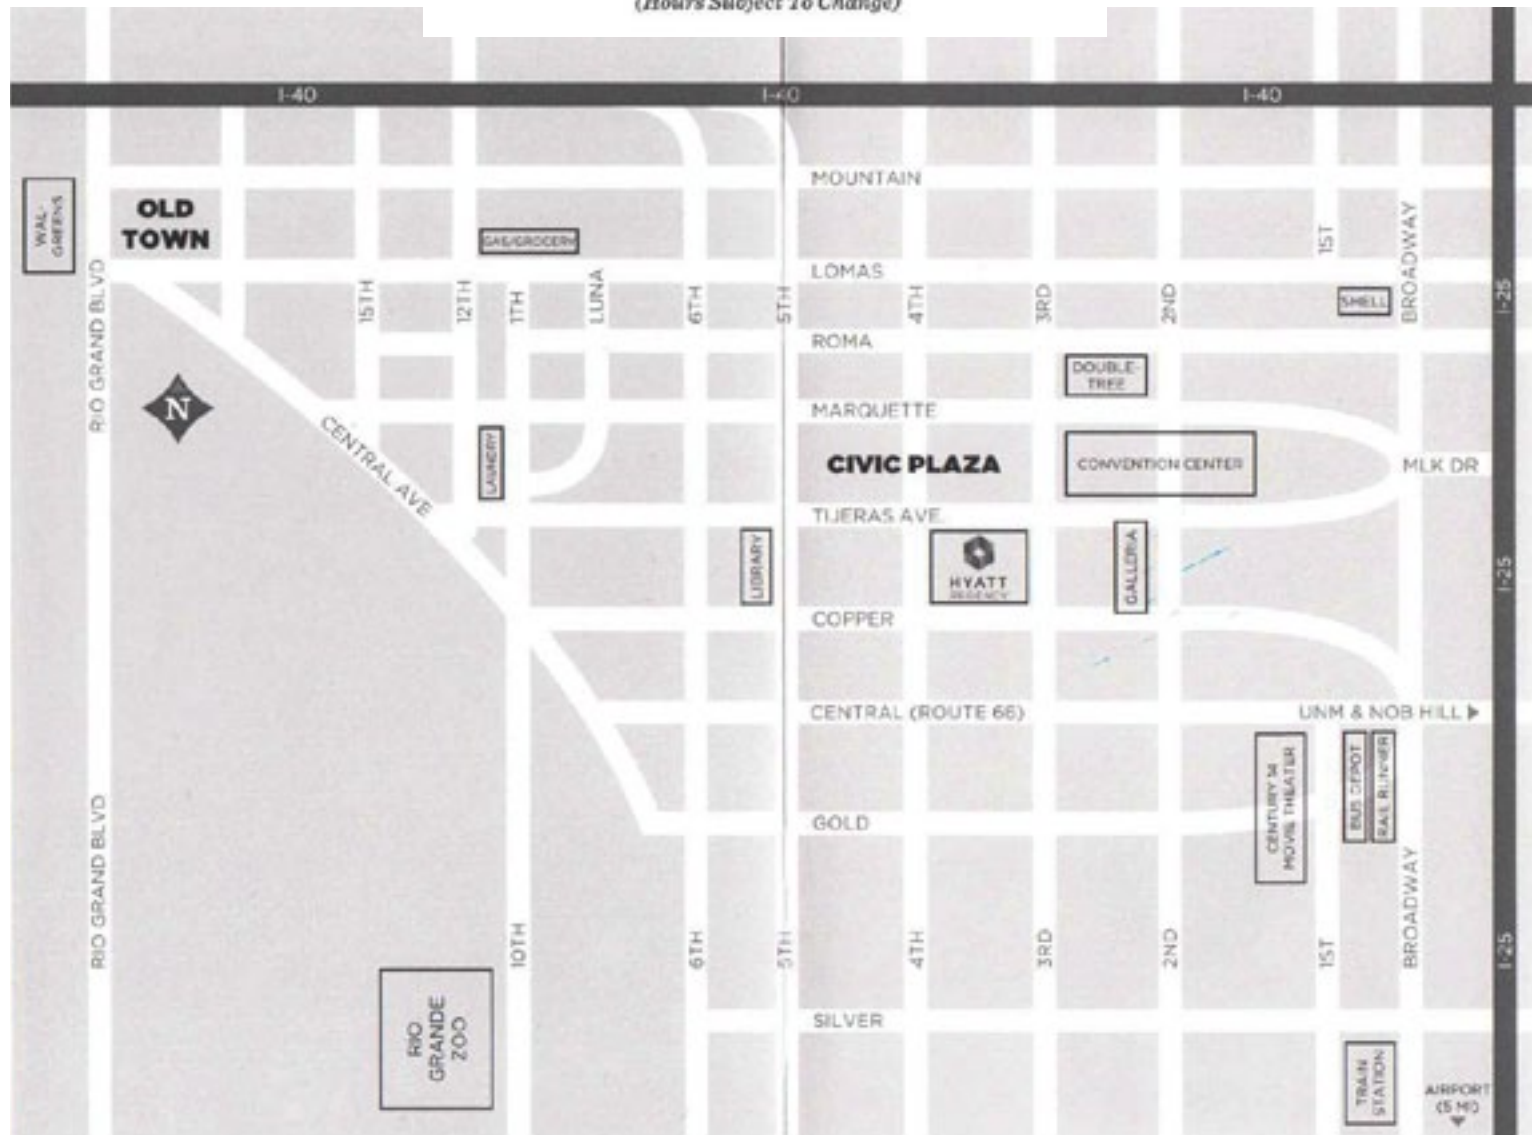 (Hours Subject To Change)
I-40
I-40
I-40
MOUNTAIN
WAL-
GREENS
OLD
TOWN
GAS/GROCERY
1ST
BROADWAY
LOMAS
RIO GRAND BLVD
15TH
12TH
1TH
LUNA
6TH
5TH
4TH
3RD
2ND
SHELL
I-25
ROMA
DOUBLE-
TREE
N
MARQUETTE
CENTRAL AVE
LAUNDRY
CIVIC PLAZA
CONVENTION CENTER
MLK DR
TIJERAS AVE.
LIBRARY
HYATT
REGENCY
GALLERIA
I-25
COPPER
CENTRAL (ROUTE 66)
UNM & NOB HILL
CENTURY 14
MOVIE THEATER
BUS DEPOT
RAIL RUNNER
GOLD
RIO GRAND BLVD
10TH
6TH
5TH
4TH
3RD
2ND
1ST
BROADWAY
I-25
RIO
GRANDE
ZOO
SILVER
TRAIN
STATION
AIRPORT
(5 MI)